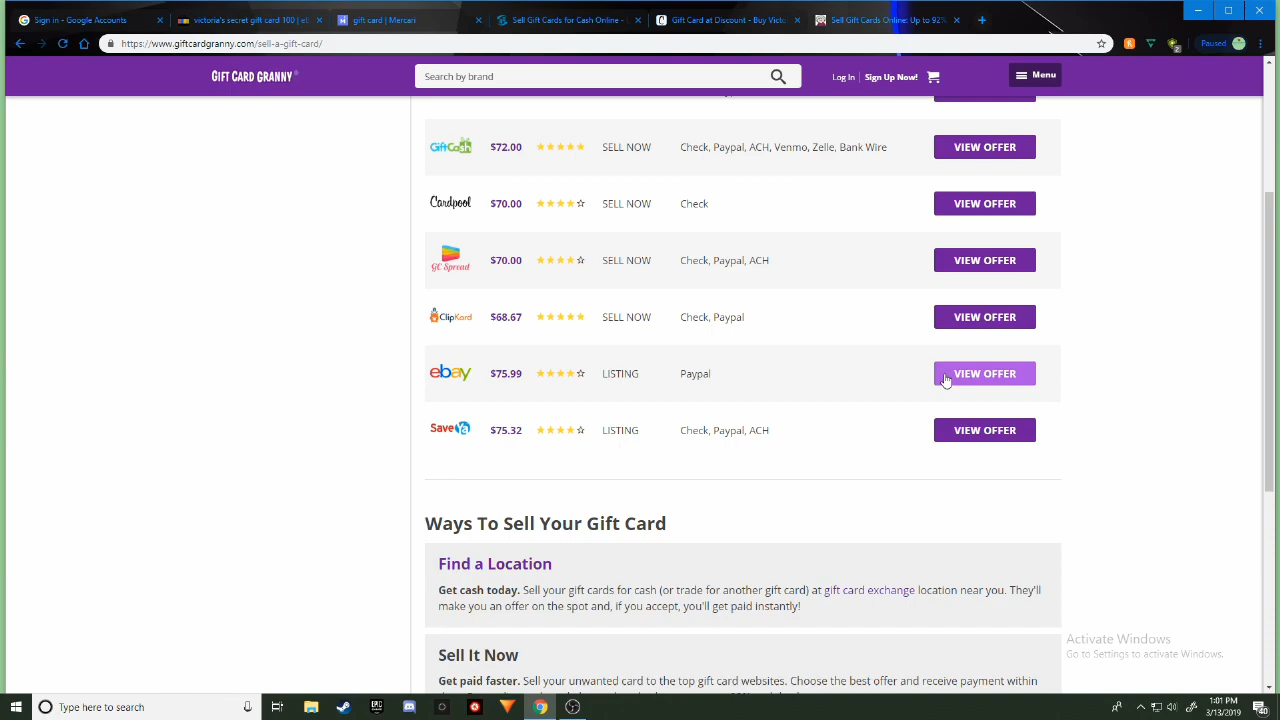 Sign in - Google Accounts
victoria's secret gift card 100 | eb
gift card | Mercari
Sell Gift Cards for Cash Online -
Gift Card at Discount - Buy Victo
Sell Gift Cards Online: Up to 92%
https://www.giftcardgranny.com/sell-a-gift-card/
Paused
GIFT CARD GRANNY®
Search by brand
Log In | Sign Up Now!
Menu
GiftCash $72.00 SELL NOW Check, Paypal, ACH, Venmo, Zelle, Bank Wire VIEW OFFER
Cardpool $70.00 SELL NOW Check VIEW OFFER
GC Spread $70.00 SELL NOW Check, Paypal, ACH VIEW OFFER
ClipKard $68.67 SELL NOW Check, Paypal VIEW OFFER
ebay $75.99 LISTING Paypal VIEW OFFER
SaveYa $75.32 LISTING Check, Paypal, ACH VIEW OFFER
Ways To Sell Your Gift Card
Find a Location
Get cash today. Sell your gift cards for cash (or trade for another gift card) at gift card exchange location near you. They'll
make you an offer on the spot and, if you accept, you'll get paid instantly!
Sell It Now
Get paid faster. Sell your unwanted card to the top gift card websites. Choose the best offer and receive payment within
Activate Windows
Go to Settings to activate Windows.
Type here to search
1:01 PM
3/13/2019
40